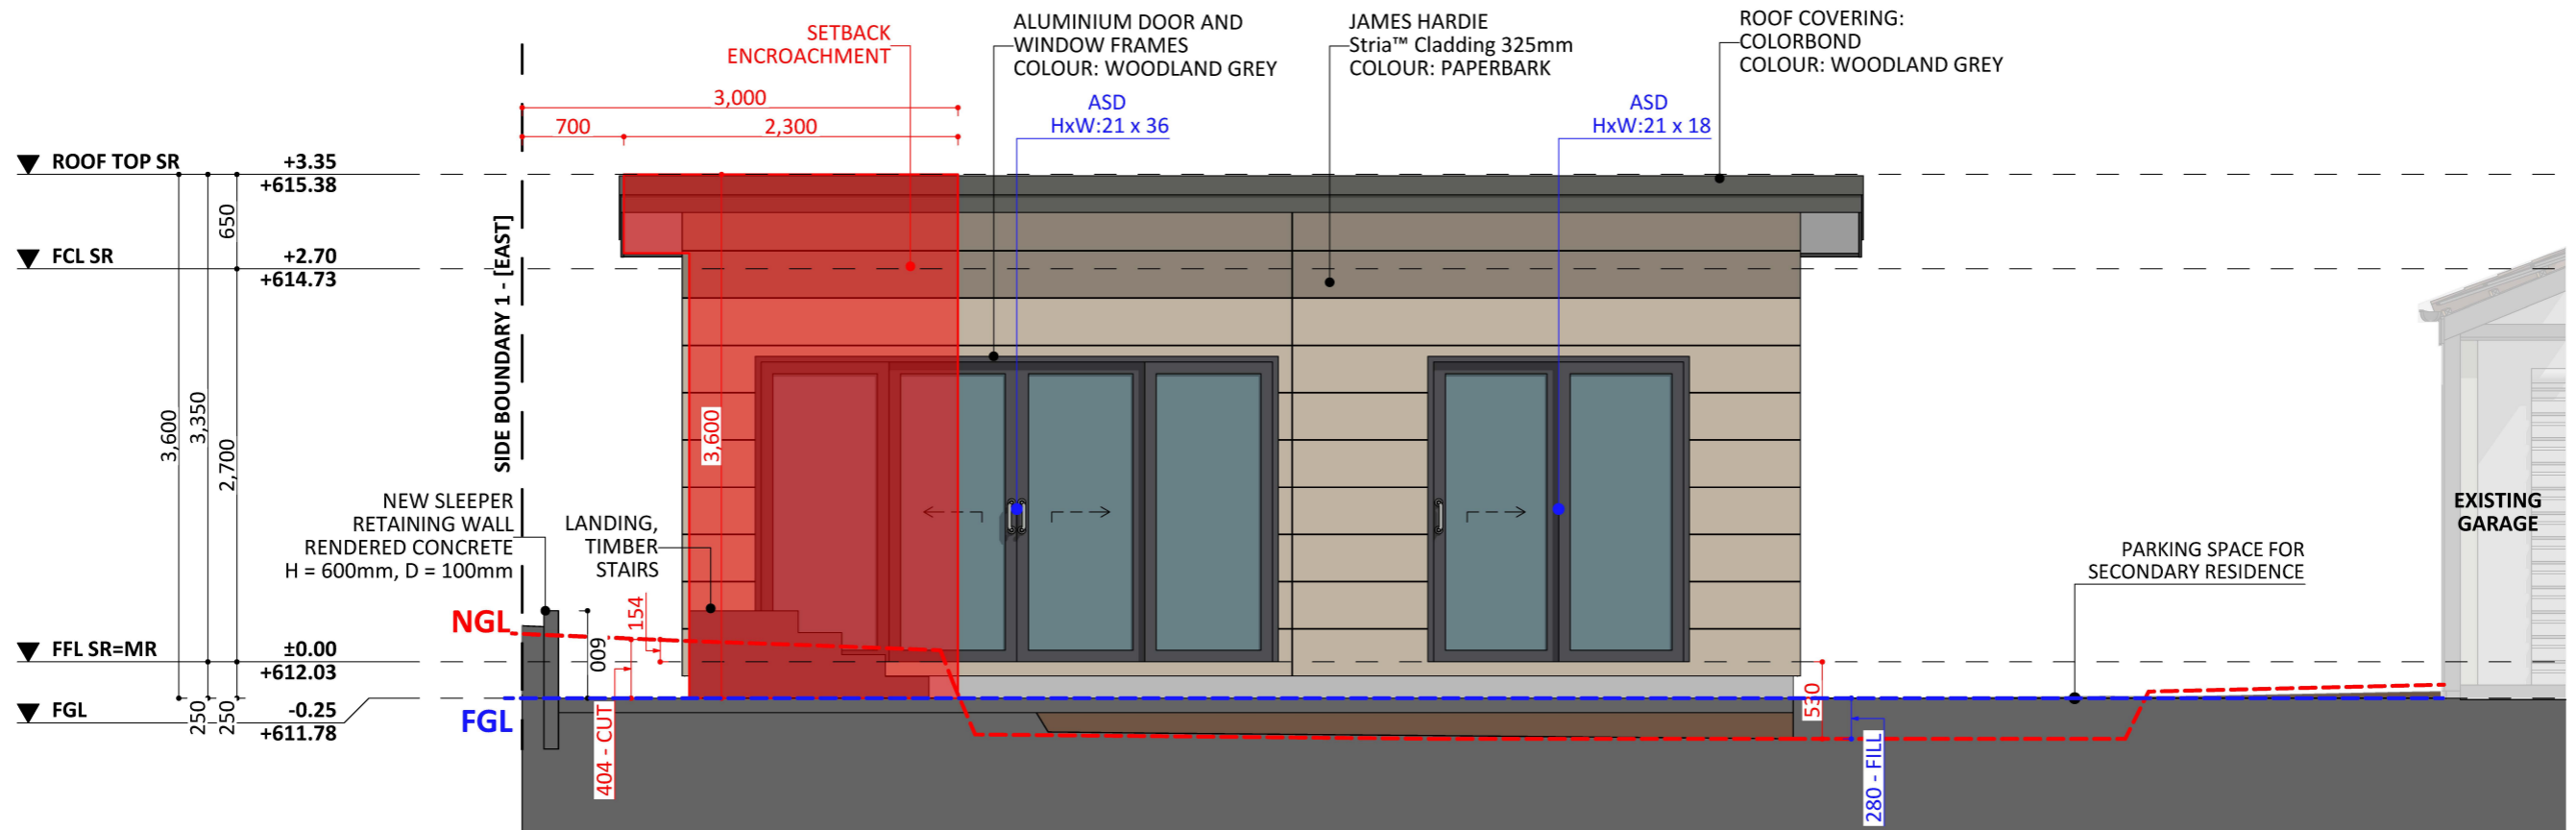 SETBACK
ENCROACHMENT
ALUMINIUM DOOR AND
WINDOW FRAMES
COLOUR: WOODLAND GREY
JAMES HARDIE
Stria™ Cladding 325mm
COLOUR: PAPERBARK
ROOF COVERING:
COLORBOND
COLOUR: WOODLAND GREY
3,000
700
2,300
ASD
HxW:21 x 36
ASD
HxW:21 x 18
ROOF TOP SR
+3.35
+615.38
650
FCL SR
+2.70
+614.73
SIDE BOUNDARY 1 - [EAST]
3,600
3,350
2,700
3,600
NEW SLEEPER
RETAINING WALL
RENDERED CONCRETE
H = 600mm, D = 100mm
LANDING,
TIMBER
STAIRS
EXISTING
GARAGE
PARKING SPACE FOR
SECONDARY RESIDENCE
NGL
154
600
FFL SR=MR
±0.00
+612.03
FGL
-0.25
+611.78
250
250
FGL
404 - CUT
530
280 - FILL